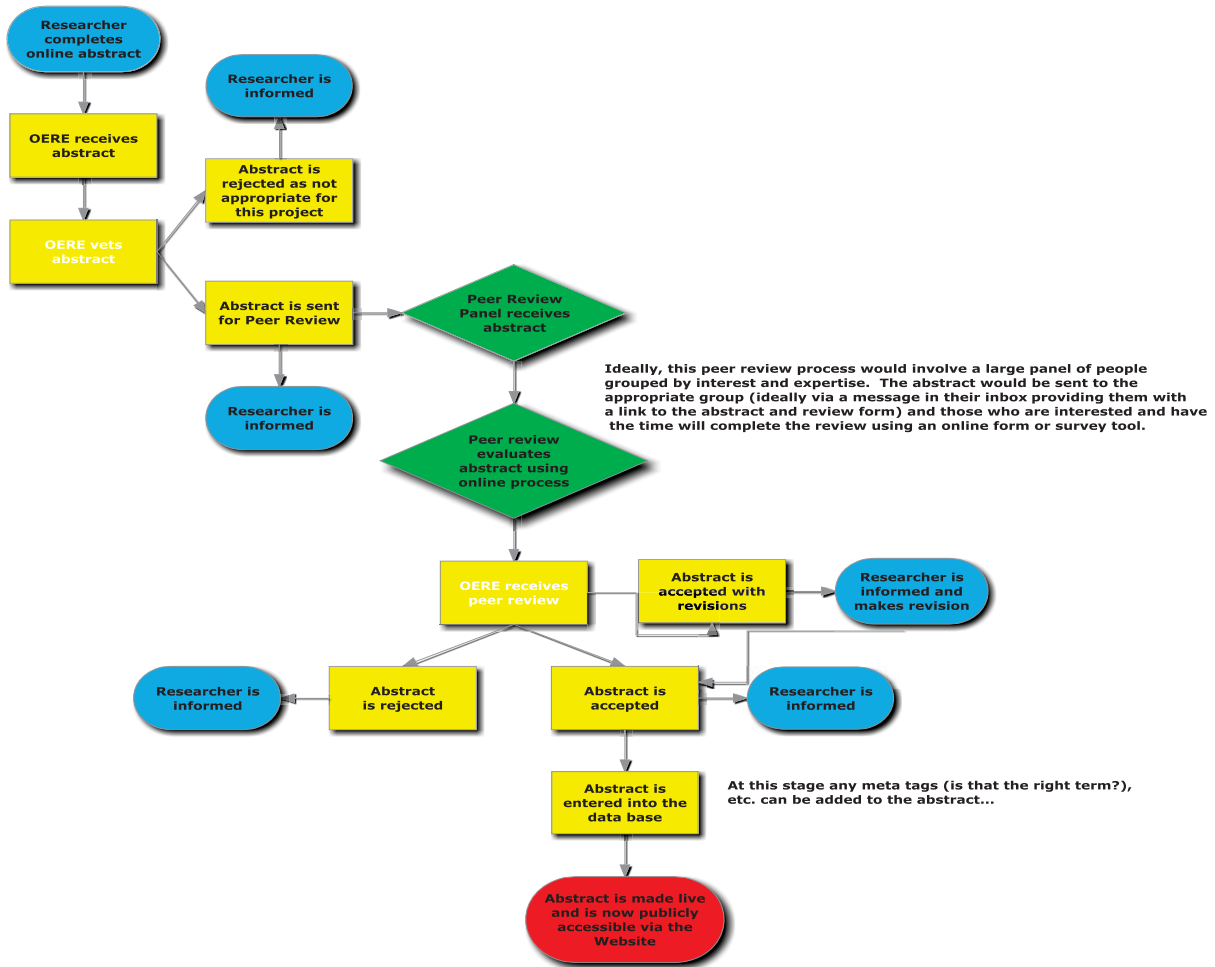 Researcher
completes
online abstract
Researcher is
informed
OERE receives
abstract
Abstract is
rejected as not
appropriate for
this project
OERE vets
abstract
Abstract is sent
for Peer Review
Peer Review
Panel receives
abstract
Researcher is
informed
Ideally, this peer review process would involve a large panel of people
grouped by interest and expertise.  The abstract would be sent to the
appropriate group (ideally via a message in their inbox providing them with
a link to the abstract and review form) and those who are interested and have
the time will complete the review using an online form or survey tool.
Peer review
evaluates
abstract using
online process
OERE receives
peer review
Abstract is
accepted with
revisions
Researcher is
informed and
makes revision
Researcher is
informed
Abstract
is rejected
Abstract is
accepted
Researcher is
informed
Abstract is
entered into the
data base
At this stage any meta tags (is that the right term?),
etc. can be added to the abstract...
Abstract is made live
and is now publicly
accessible via the
Website